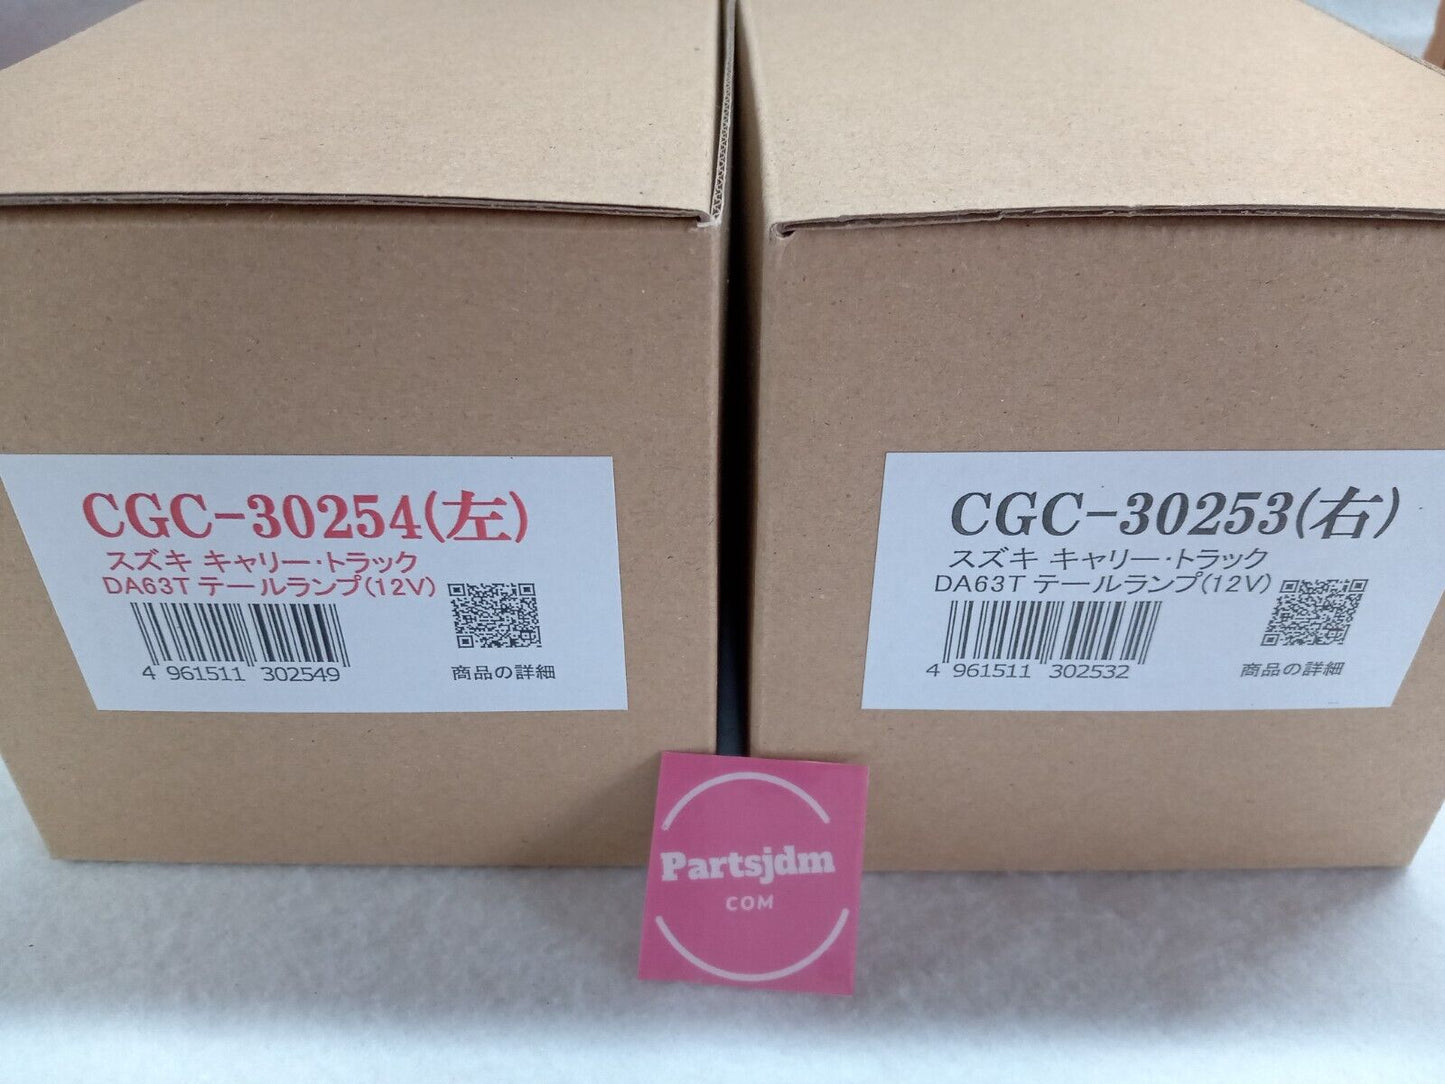 CGC-30254(左)
スズキ キャリー・トラック
DA63T テールランプ(12V)
4 961511 302549
商品の詳細
CGC-30253(右)
スズキ キャリー・トラック
DA63T テールランプ(12V)
4 961511 302532
商品の詳細
Partsjdm
COM